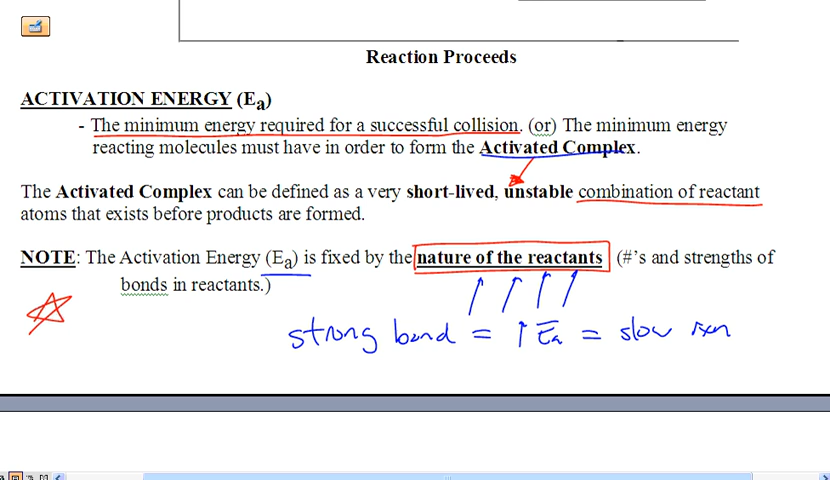 Reaction Proceeds
ACTIVATION ENERGY (Ea)
- The minimum energy required for a successful collision. (or) The minimum energy
reacting molecules must have in order to form the Activated Complex.
The Activated Complex can be defined as a very short-lived, unstable combination of reactant
atoms that exists before products are formed.
NOTE: The Activation Energy (Ea) is fixed by the nature of the reactants (#'s and strengths of
bonds in reactants.)
strong bond = ↑ Ea = slow rxn